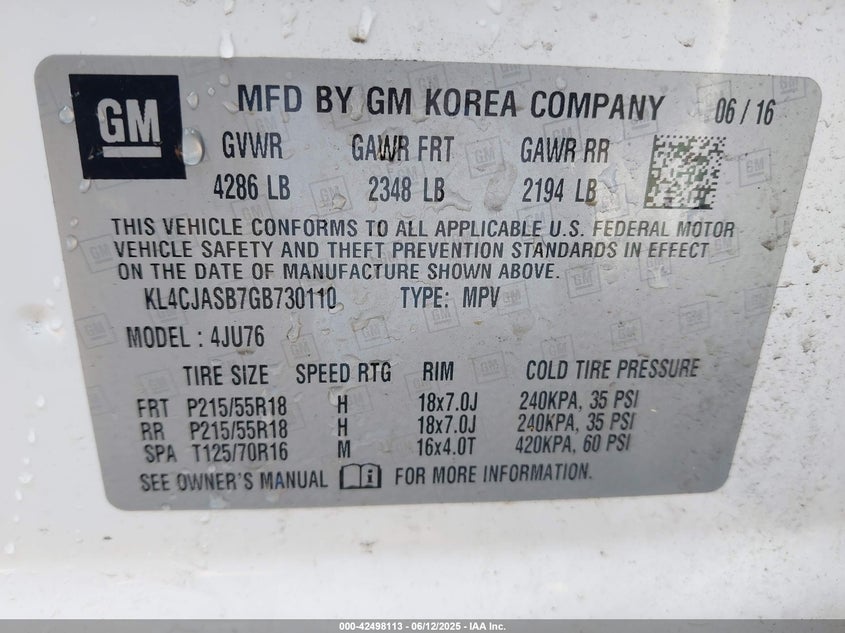 GM
MFD BY GM KOREA COMPANY 06 / 16
GVWR GAWR FRT GAWR RR
4286 LB 2348 LB 2194 LB
THIS VEHICLE CONFORMS TO ALL APPLICABLE U.S. FEDERAL MOTOR
VEHICLE SAFETY AND THEFT PREVENTION STANDARDS IN EFFECT
ON THE DATE OF MANUFACTURE SHOWN ABOVE.
KL4CJASB7GB730110 TYPE: MPV
MODEL : 4JU76
TIRE SIZE SPEED RTG RIM COLD TIRE PRESSURE
FRT P215/55R18 H 18x7.0J 240KPA, 35 PSI
RR P215/55R18 H 18x7.0J 240KPA, 35 PSI
SPA T125/70R16 M 16x4.0T 420KPA, 60 PSI
SEE OWNER'S MANUAL i FOR MORE INFORMATION.
000-42498113 - 06/12/2025 - IAA Inc.